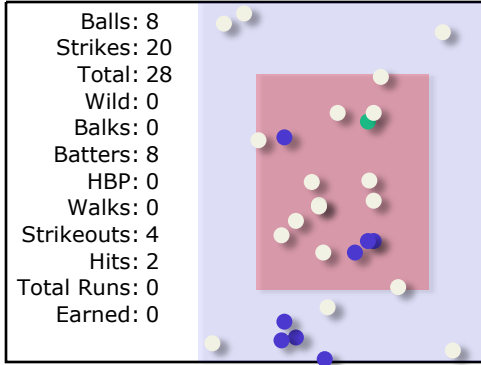 Balls: 8
Strikes: 20
Total: 28
Wild: 0
Balks: 0
Batters: 8
HBP: 0
Walks: 0
Strikeouts: 4
Hits: 2
Total Runs: 0
Earned: 0